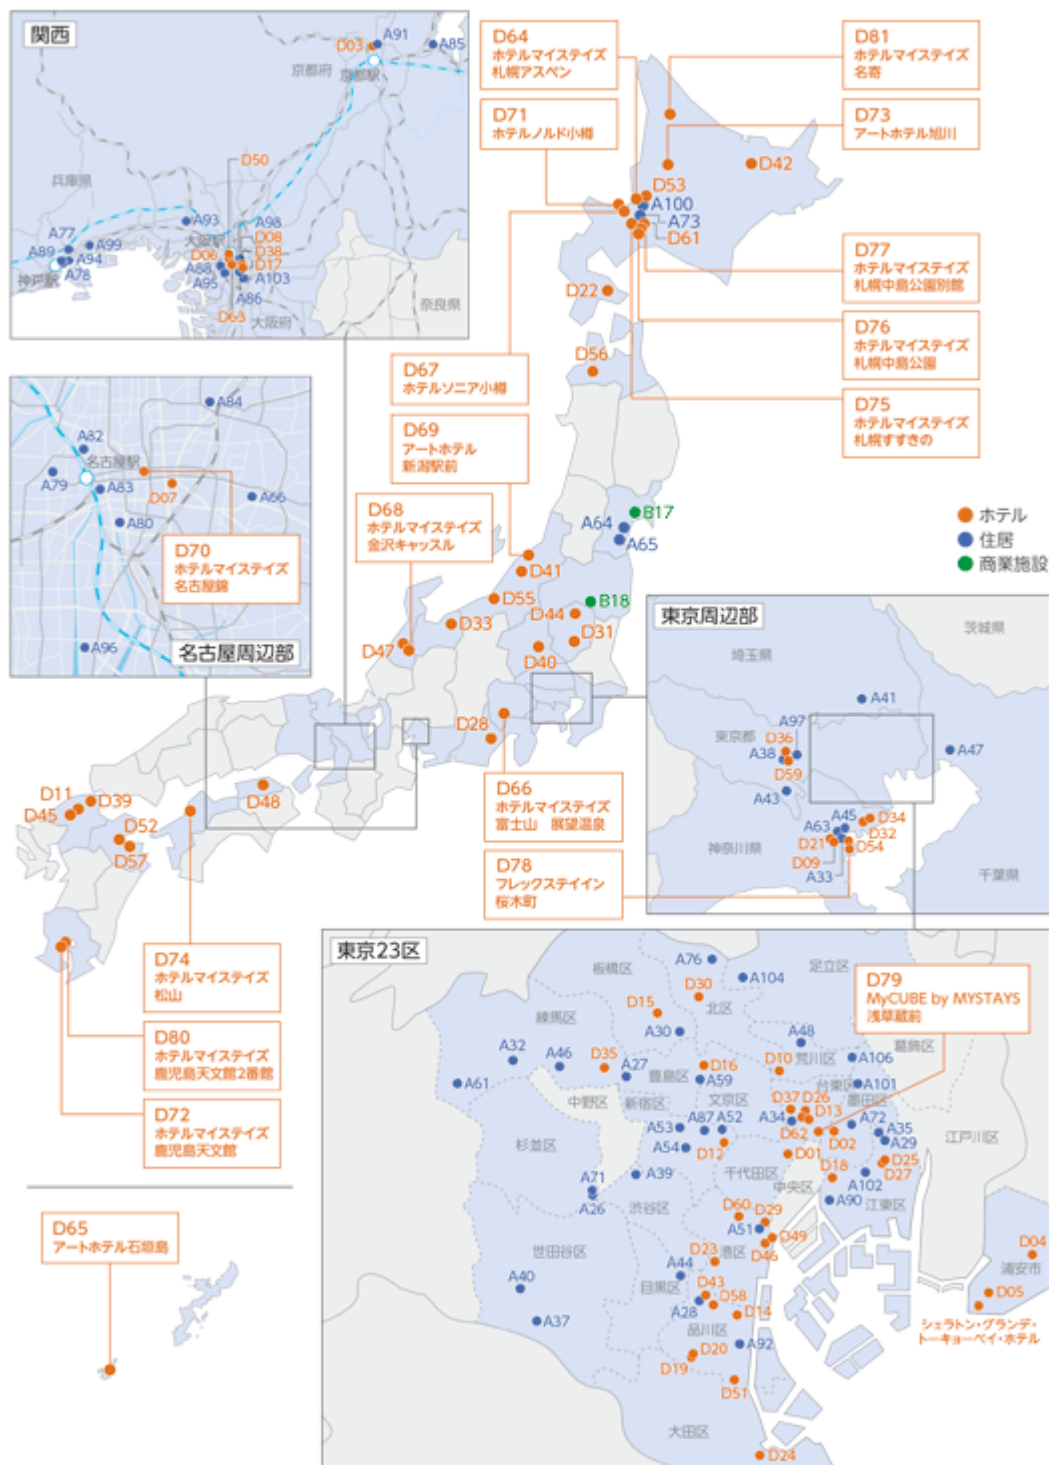 関西
A91
D03
A85
京都府
京都駅
D50
兵庫県
A93
A98
大阪駅
D08
D06
D38
A77
A99
A88
D17
A89
A94
A95
A103
神戸駅
A78
A86
D63
大阪府
奈良県
D64
ホテルマイステイズ
札幌アスペン
D71
ホテルノルド小樽
D81
ホテルマイステイズ
名寄
D73
アートホテル旭川
D42
D53
A100
A73
D61
D77
ホテルマイステイズ
札幌中島公園別館
D76
ホテルマイステイズ
札幌中島公園
D75
ホテルマイステイズ
札幌すすきの
D22
D56
D67
ホテルソニア小樽
D69
アートホテル
新潟駅前
D68
ホテルマイステイズ
金沢キャッスル
A84
A82
名古屋駅
A79
A83
D07
A66
A80
D70
ホテルマイステイズ
名古屋錦
A96
名古屋周辺部
B17
A64
A65
ホテル
住居
商業施設
D41
D55
B18
D44
D33
D31
D47
D40
D28
D66
ホテルマイステイズ
富士山 展望温泉
D78
フレックステイイン
桜木町
東京周辺部
茨城県
埼玉県
A41
A97
東京都
D36
A38
A47
D59
A43
A45
D34
A63
D32
D21
D54
神奈川県
D09
A33
千葉県
D11
D39
D45
D48
D52
D57
D74
ホテルマイステイズ
松山
D80
ホテルマイステイズ
鹿児島天文館2番館
D72
ホテルマイステイズ
鹿児島天文館
D65
アートホテル石垣島
東京23区
A76
板橋区
足立区
A104
D79
MyCUBE by MYSTAYS
浅草蔵前
D30
D15
北区
練馬区
A30
A48
葛飾区
A32
A46
D35
A27
D16
荒川区
A106
D10
豊島区
A61
A59
台東区
A101
中野区
新宿区
文京区
墨田区
D37
D26
D13
A34
A72
A53
A87
A52
A35
杉並区
D62
D02
A29
江戸川区
A54
D12
D01
D25
千代田区
D18
D27
A39
A102
A71
中央区
A26
渋谷区
A90
江東区
D60
D29
A51
世田谷区
D49
港区
D46
D04
D23
浦安市
A44
A40
目黒区
D43
D05
D58
A28
D14
A37
シェラトン・グランデ・
トーキョーベイ・ホテル
品川区
A92
D20
D19
D51
大田区
D24